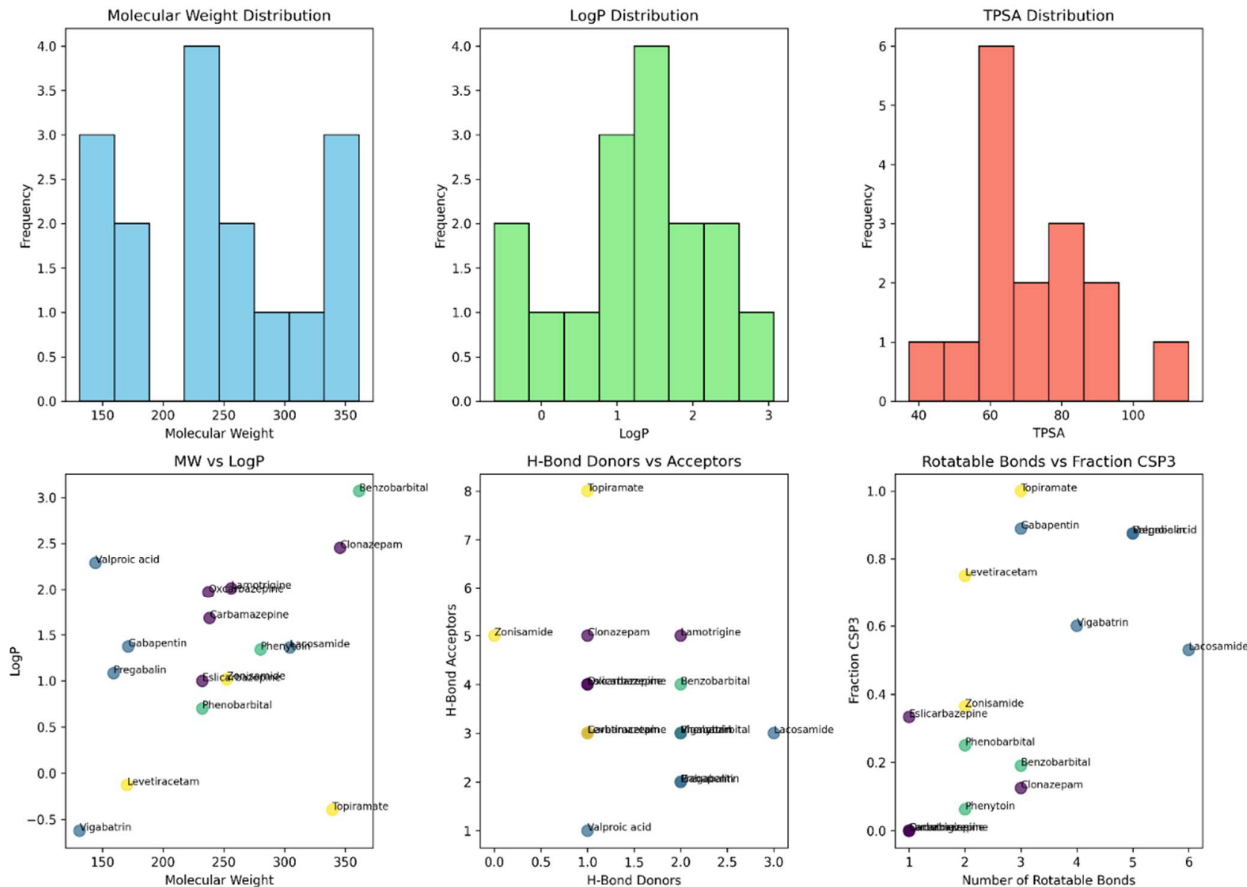 Molecular Weight Distribution
Frequency
4.0
3.5
3.0
2.5
2.0
1.5
1.0
0.5
0.0
150 200 250 300 350
Molecular Weight
LogP Distribution
Frequency
4.0
3.5
3.0
2.5
2.0
1.5
1.0
0.5
0.0
0 1 2 3
LogP
TPSA Distribution
Frequency
6
5
4
3
2
1
0
40 60 80 100
TPSA
MW vs LogP
LogP
3.0
2.5
2.0
1.5
1.0
0.5
0.0
−0.5
Benzobarbital
Clonazepam
Valproic acid
Lamotrigine
Oxcarbazepine
Carbamazepine
Gabapentin
Phenytoin
Lacosamide
Pregabalin
Eslicarbazepine
Zonisamide
Phenobarbital
Levetiracetam
Topiramate
Vigabatrin
150 200 250 300 350
Molecular Weight
H-Bond Donors vs Acceptors
H-Bond Acceptors
8
7
6
5
4
3
2
1
Topiramate
Zonisamide
Clonazepam
Lamotrigine
Benzobarbital
Lacosamide
Valproic acid
0.0 0.5 1.0 1.5 2.0 2.5 3.0
H-Bond Donors
Rotatable Bonds vs Fraction CSP3
Fraction CSP3
1.0
0.8
0.6
0.4
0.2
0.0
Topiramate
Gabapentin
Levetiracetam
Vigabatrin
Lacosamide
Zonisamide
Eslicarbazepine
Phenobarbital
Benzobarbital
Clonazepam
Phenytoin
1 2 3 4 5 6
Number of Rotatable Bonds